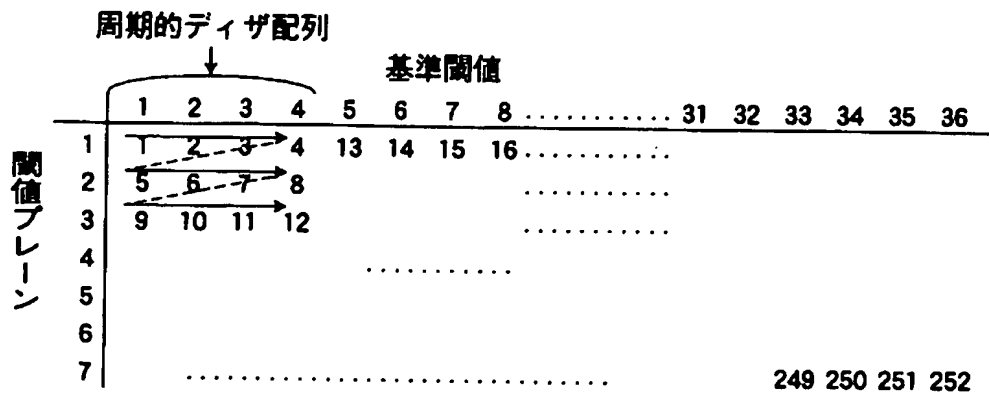 周期的ディザ配列
基準閾値
1 2 3 4 5 6 7 8 ........... 31 32 33 34 35 36
閾値プレーン
1 1 2 3 4 13 14 15 16 ...........
2 5 6 7 8 ...........
3 9 10 11 12 ...........
4 ...........
5
6
7 ................................ 249 250 251 252